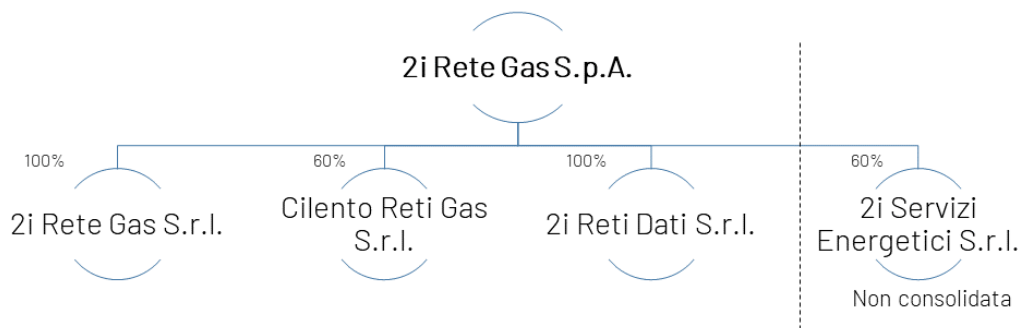 2i Rete Gas S.p.A.
100%
60%
100%
60%
2i Rete Gas S.r.l.
Cilento Reti Gas
S.r.l.
2i Reti Dati S.r.l.
2i Servizi
Energetici S.r.l.
Non consolidata